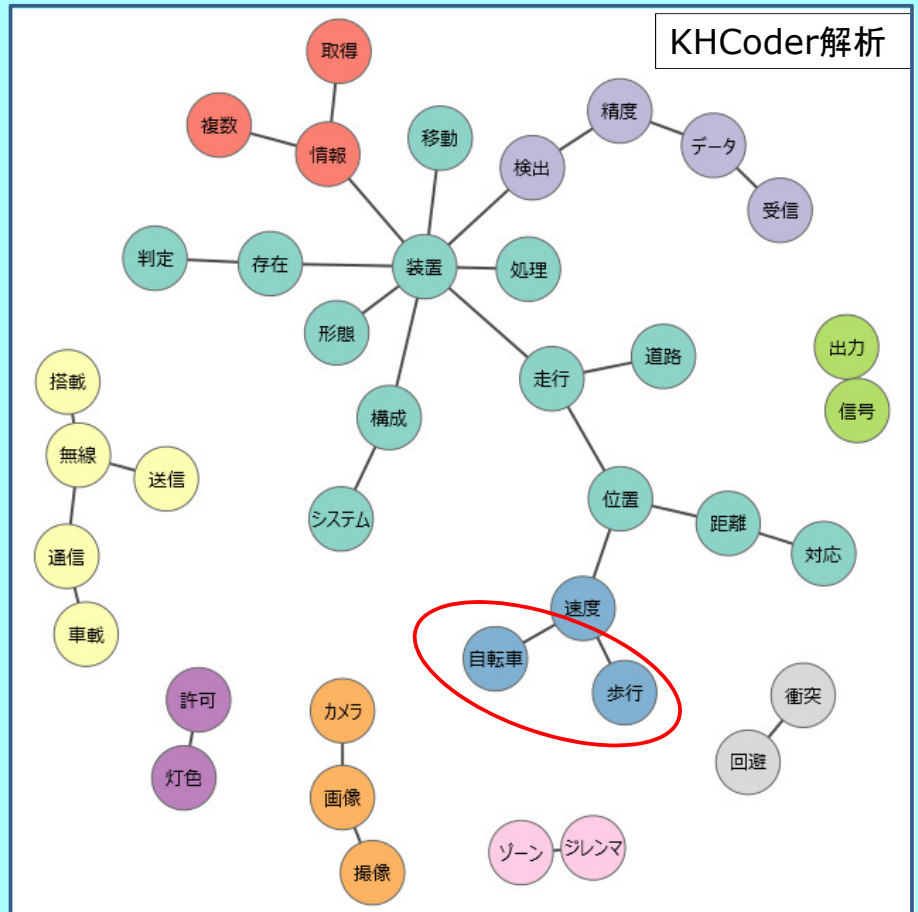 KHCoder解析
取得
複数
情報
移動
精度
検出
データ
受信
判定
存在
装置
処理
形態
道路
走行
出力
信号
搭載
構成
無線
送信
システム
位置
距離
対応
通信
車載
速度
自転車
歩行
許可
灯色
カメラ
画像
撮像
衝突
回避
ゾーン
ジレンマ